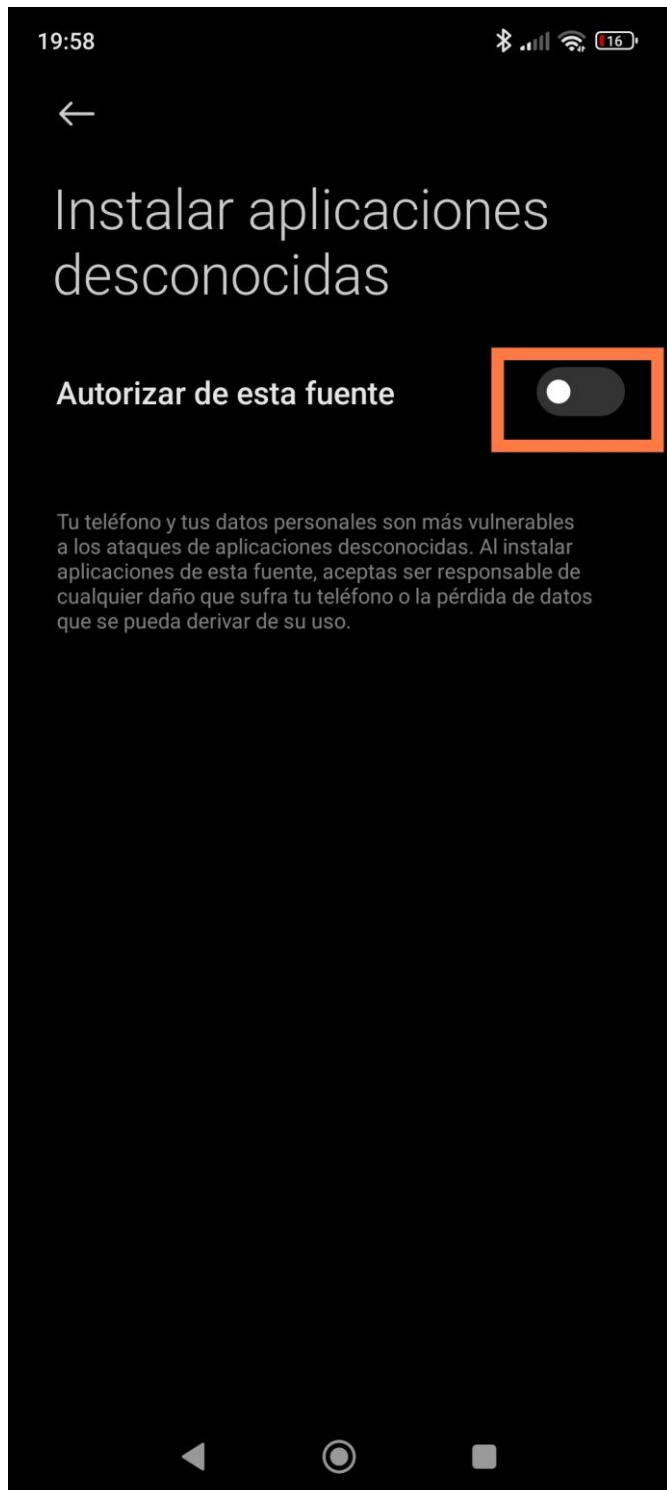 19:58
16
Instalar aplicaciones
desconocidas
Autorizar de esta fuente
Tu teléfono y tus datos personales son más vulnerables
a los ataques de aplicaciones desconocidas. Al instalar
aplicaciones de esta fuente, aceptas ser responsable de
cualquier daño que sufra tu teléfono o la pérdida de datos
que se pueda derivar de su uso.